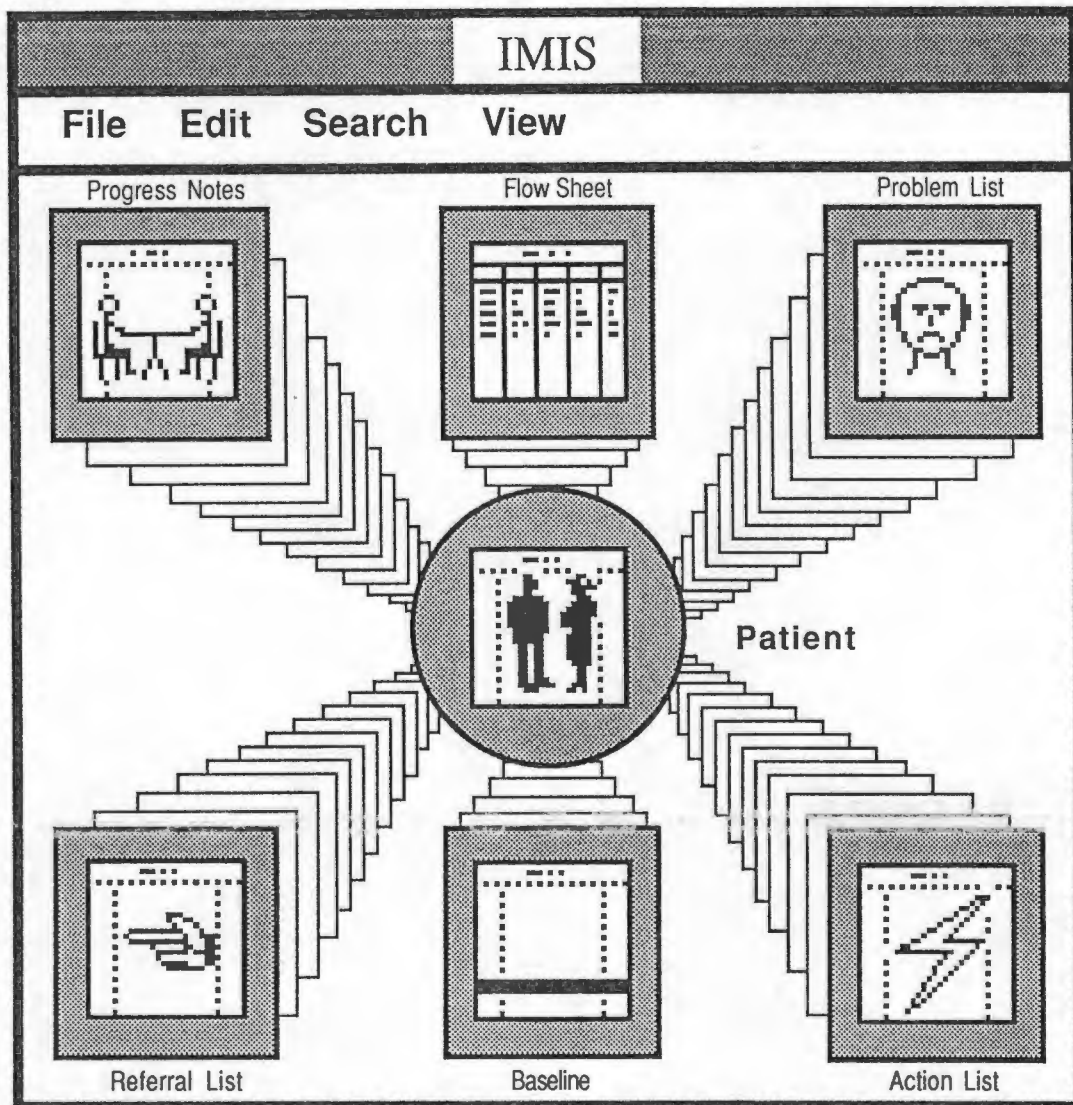 IMIS
File Edit Search View
Progress Notes Flow Sheet Problem List
Patient
Referral List Baseline Action List